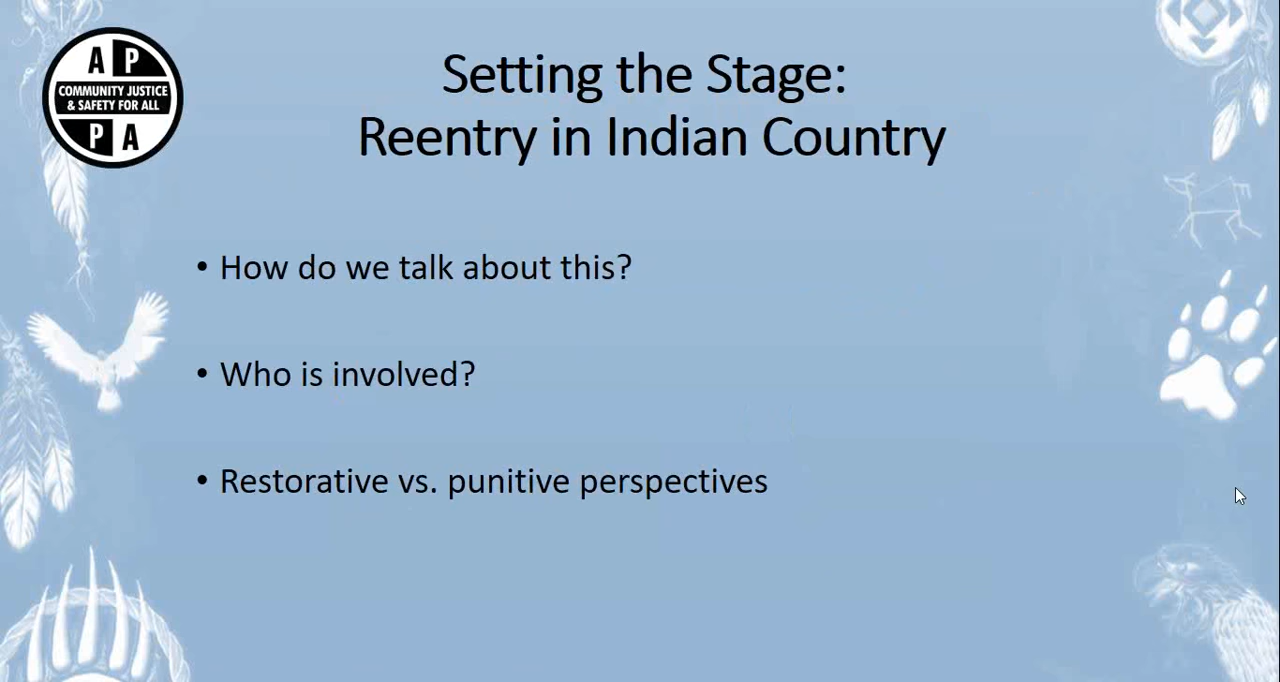 A P
COMMUNITY JUSTICE
& SAFETY FOR ALL
P A
Setting the Stage:
Reentry in Indian Country
• How do we talk about this?
• Who is involved?
• Restorative vs. punitive perspectives